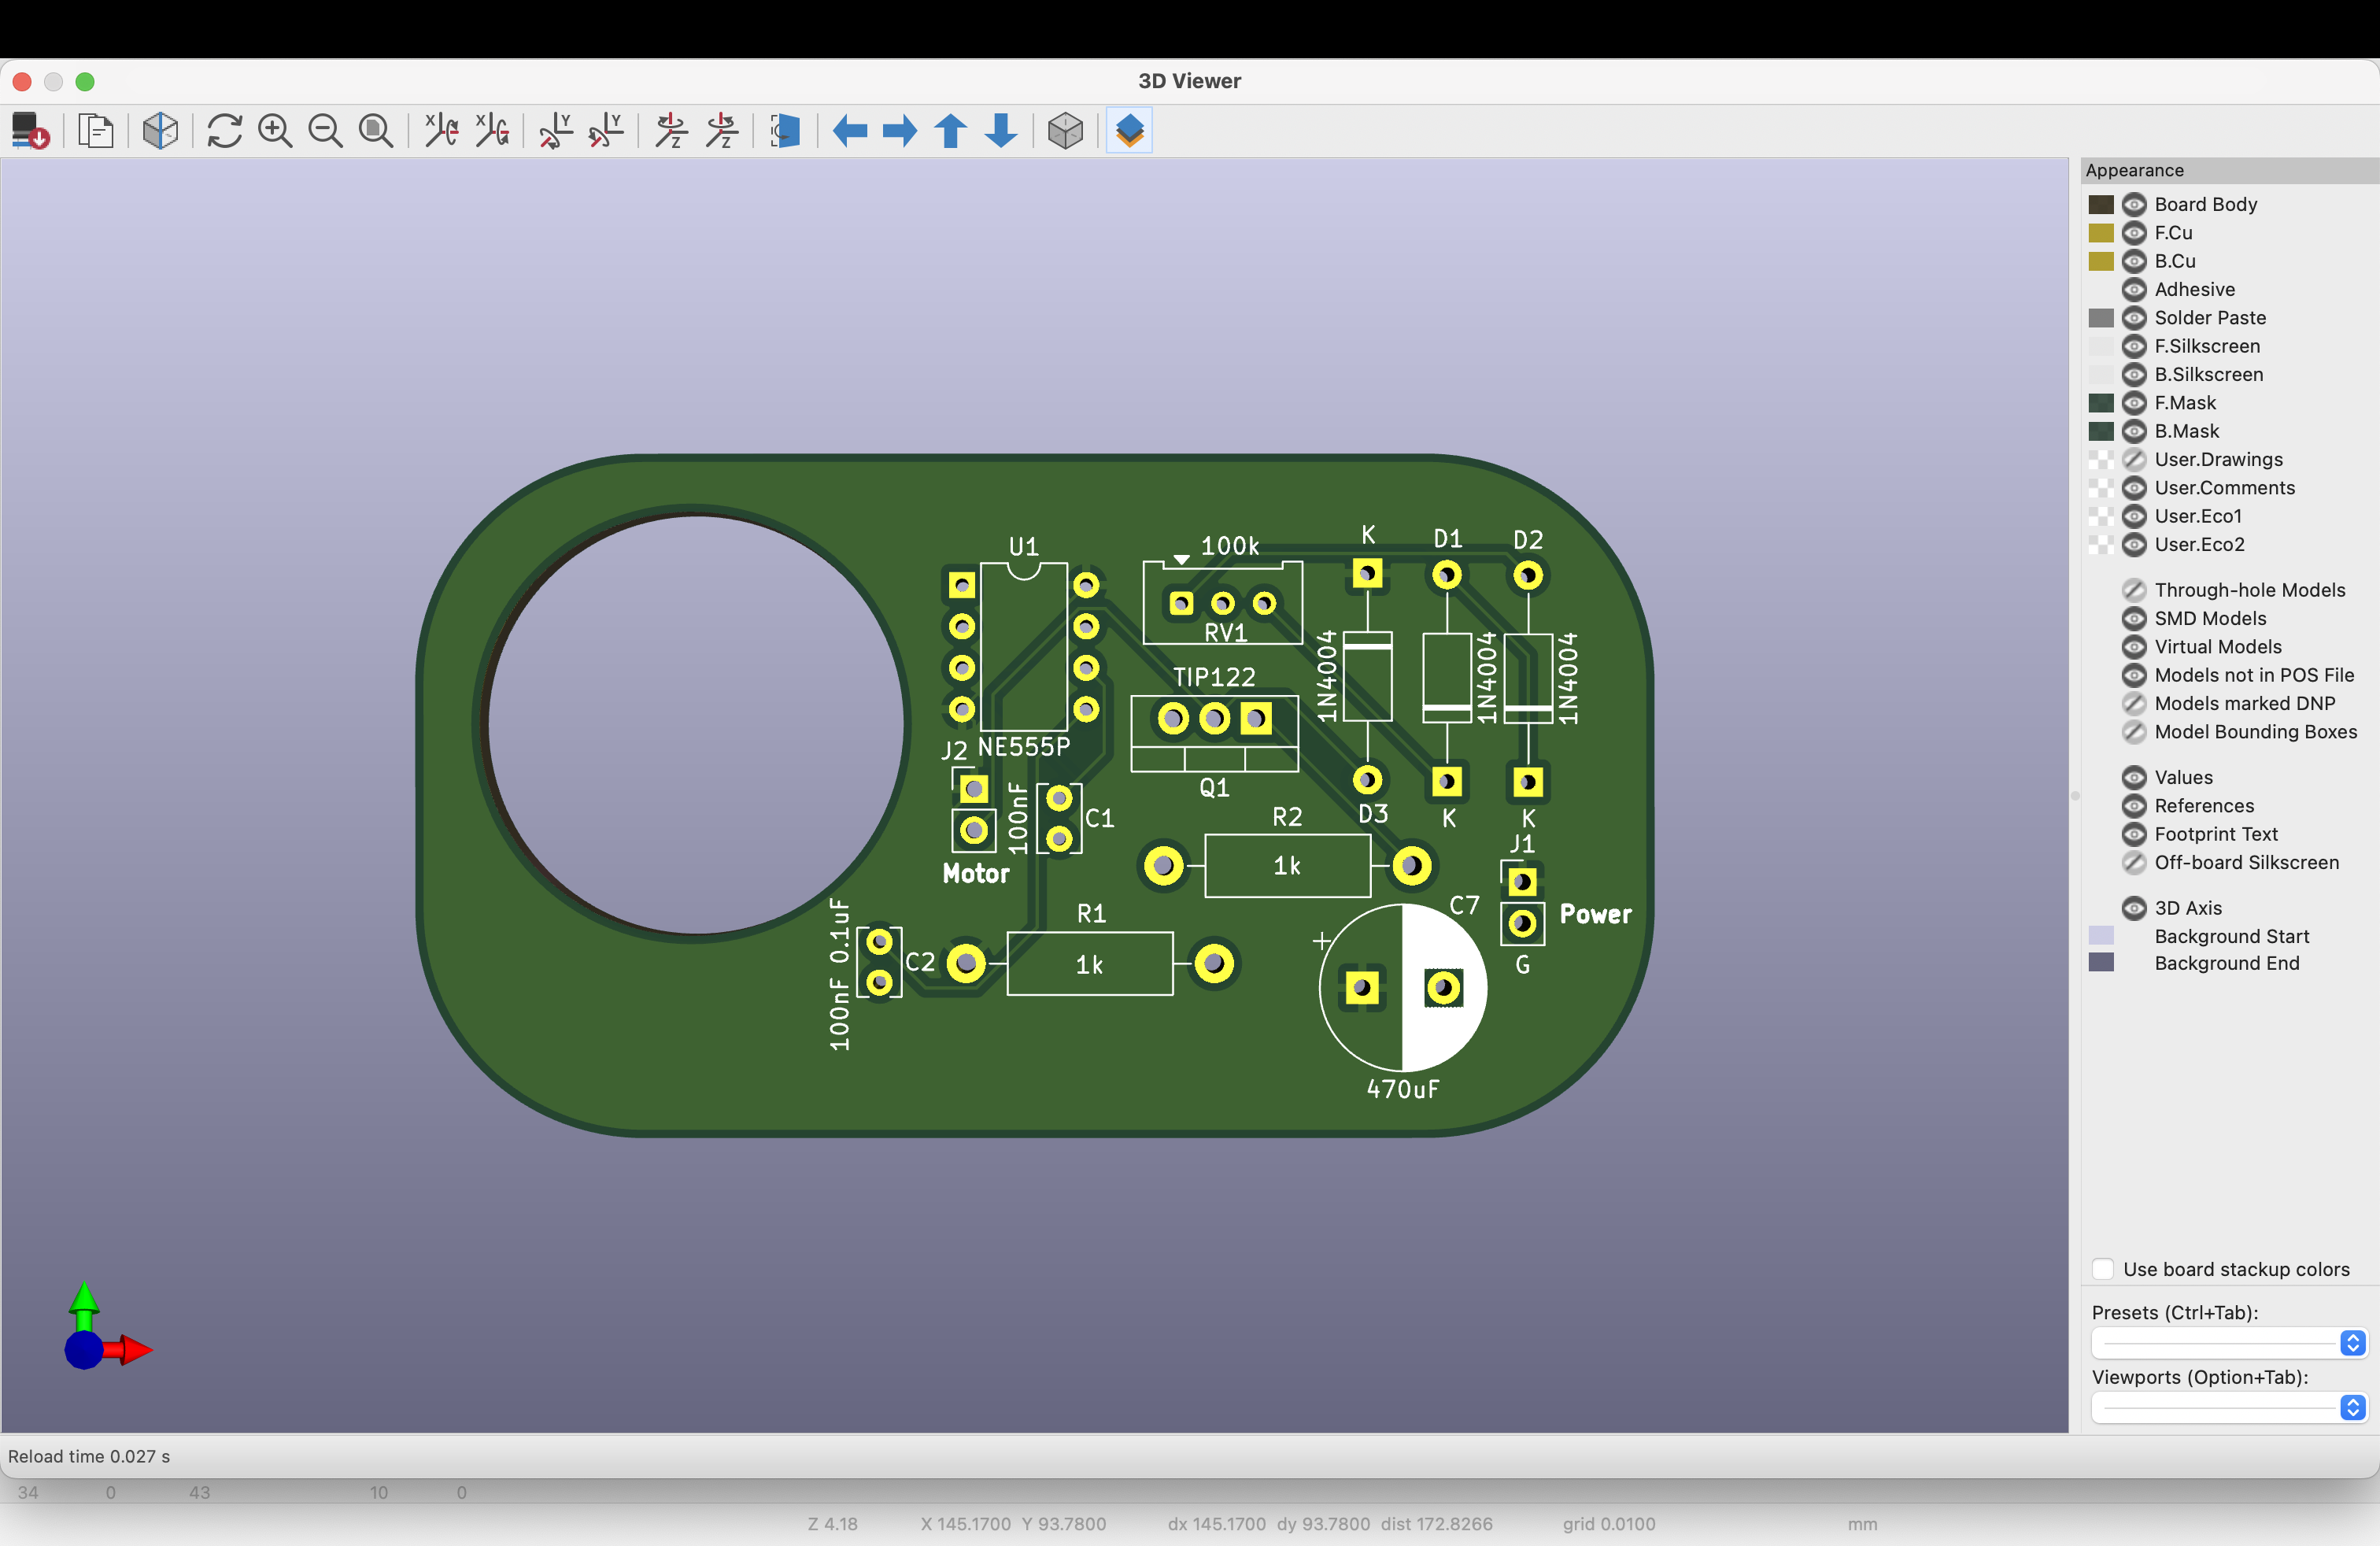 3D Viewer
X X Y Y Z Z
Appearance
Board Body
F.Cu
B.Cu
Adhesive
Solder Paste
F.Silkscreen
B.Silkscreen
F.Mask
B.Mask
User.Drawings
User.Comments
User.Eco1
User.Eco2
Through-hole Models
SMD Models
Virtual Models
Models not in POS File
Models marked DNP
Model Bounding Boxes
Values
References
Footprint Text
Off-board Silkscreen
3D Axis
Background Start
Background End
Use board stackup colors
Presets (Ctrl+Tab):
Viewports (Option+Tab):
U1
NE555P
100k
RV1
K
D1
D2
1N4004
1N4004
1N4004
TIP122
Q1
D3
K
K
J2
Motor
100nF
C1
R2
1k
J1
Power
G
C7
+
470uF
R1
1k
C2
100nF 0.1uF
Reload time 0.027 s
34 0 43 10 0
Z 4.18 X 145.1700 Y 93.7800 dx 145.1700 dy 93.7800 dist 172.8266 grid 0.0100 mm